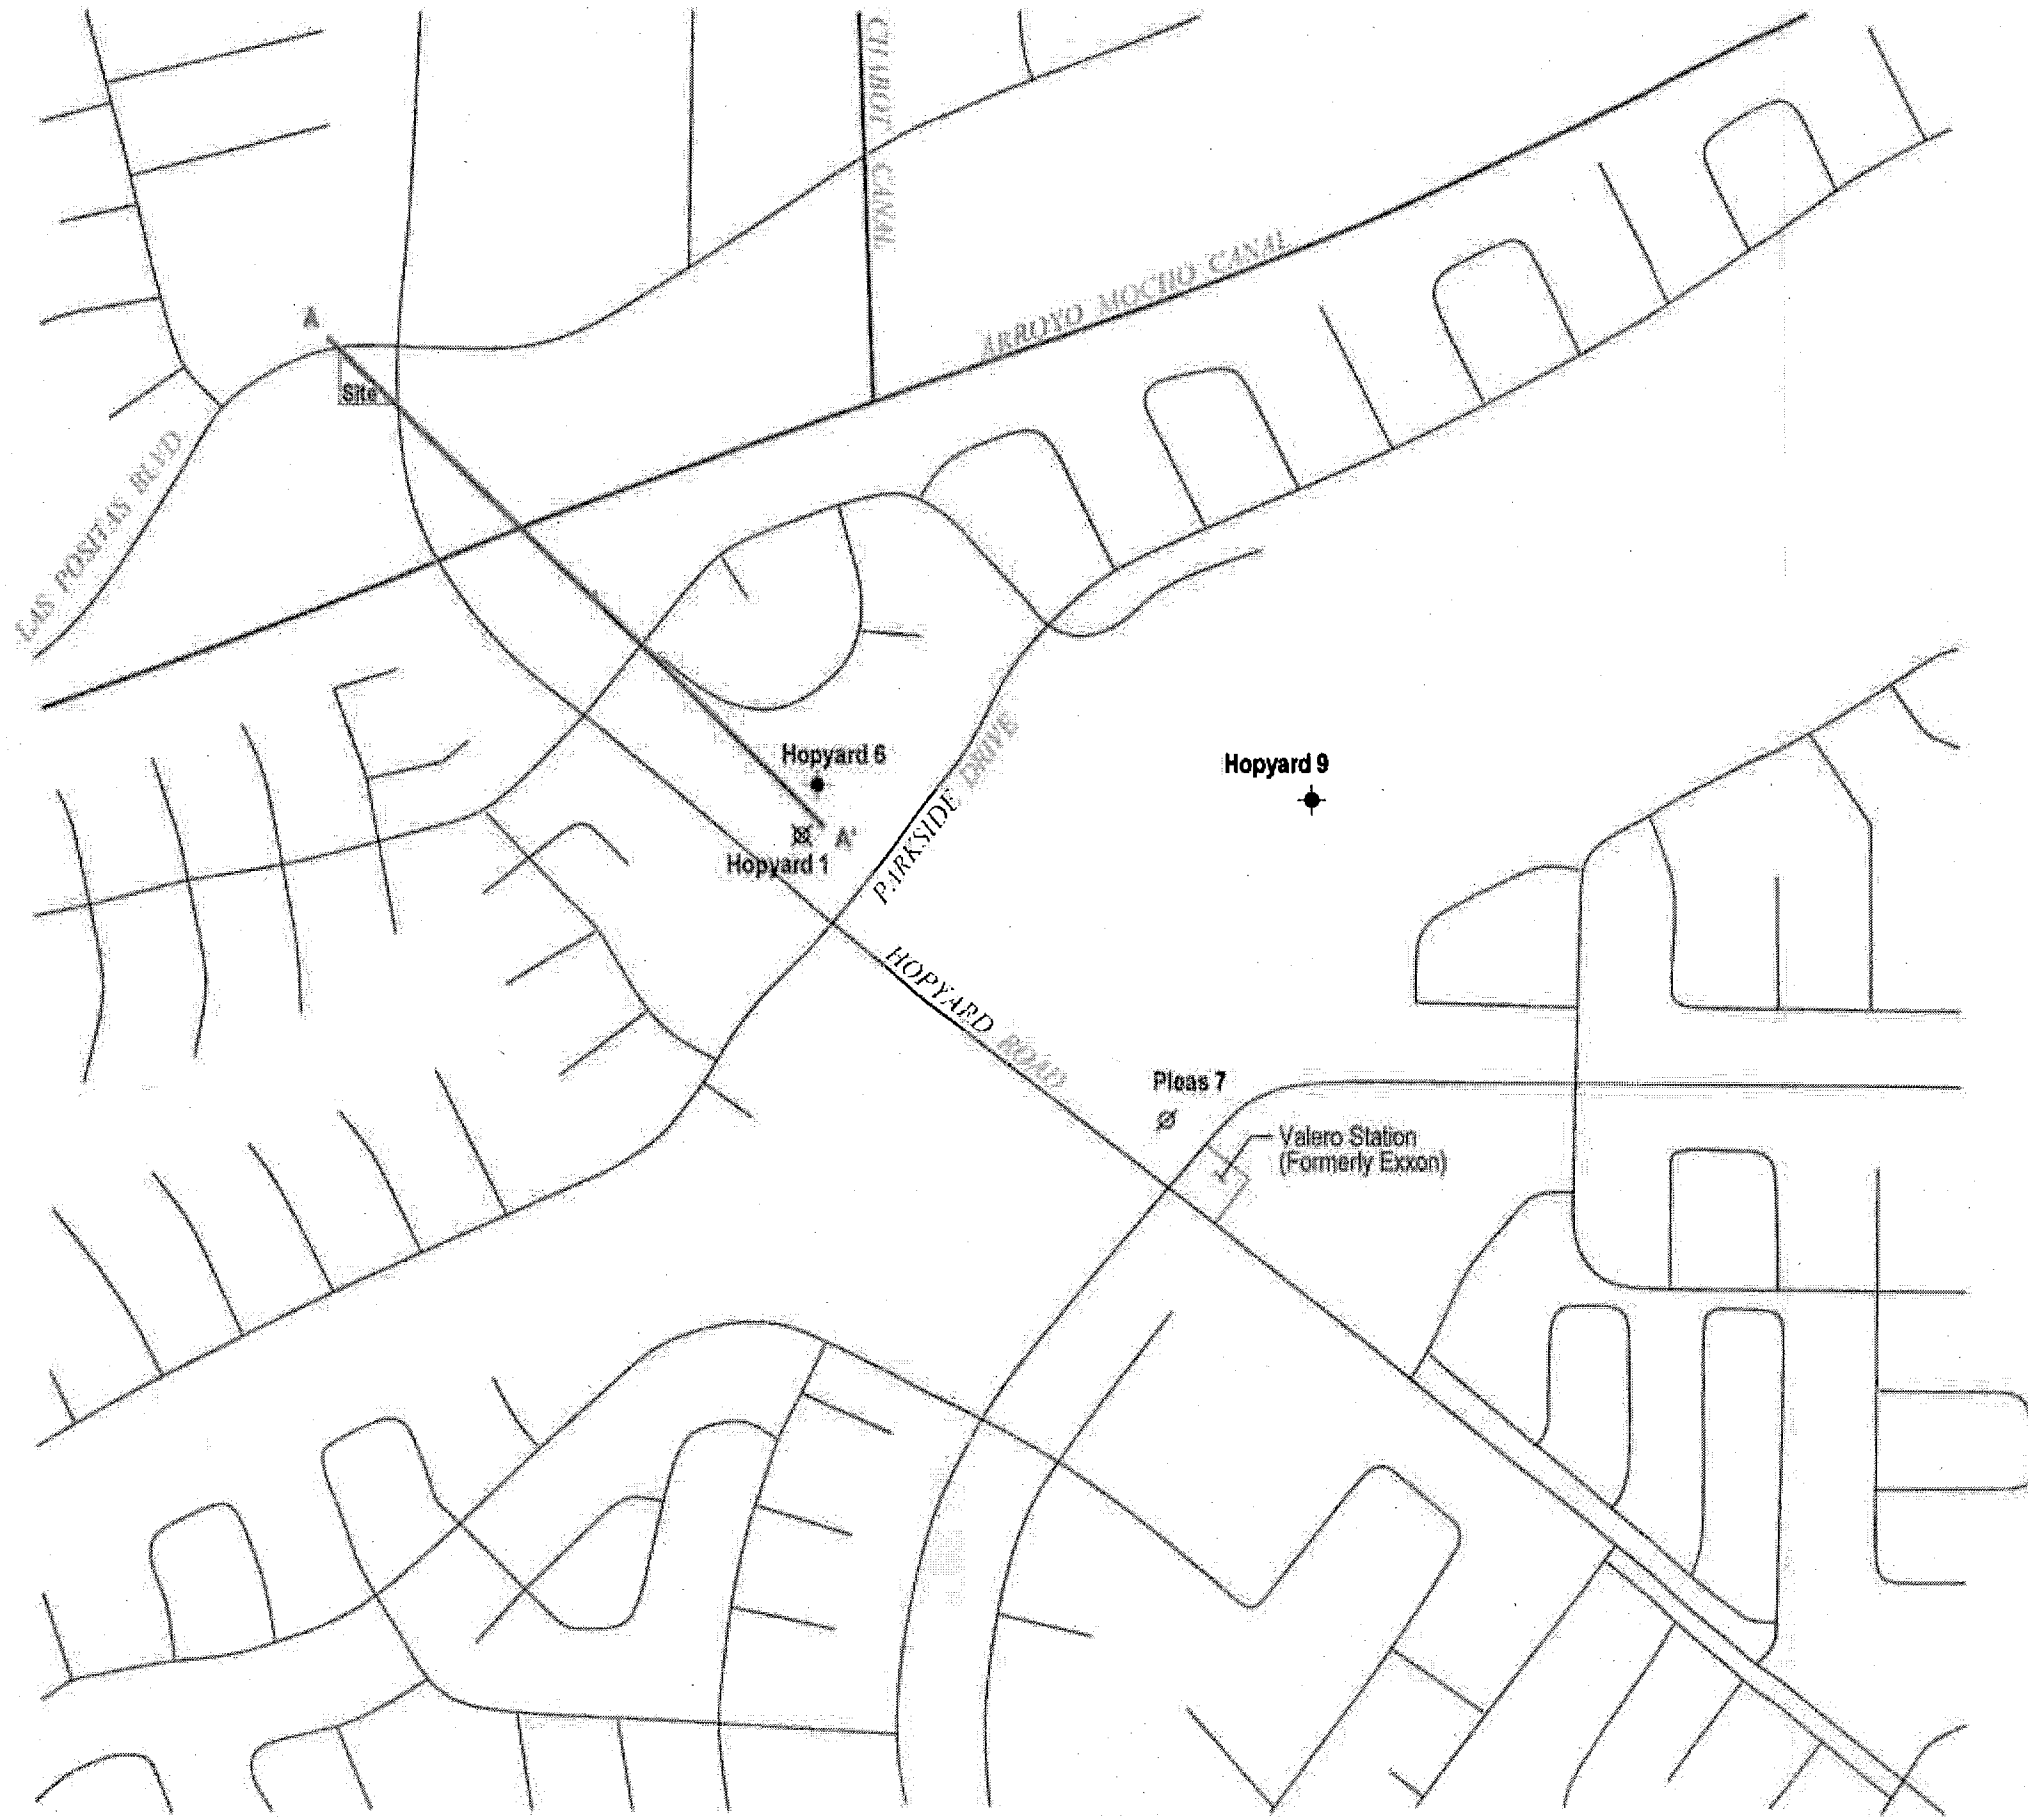 CHABOT CANAL
ARROYO MOCHO CANAL
A
Site
LAS POSITAS BLVD
Hopyard 6
Hopyard 9
A'
Hopyard 1
PARKSIDE DRIVE
HOPYARD ROAD
Pleas 7
Valero Station
(Formerly Exxon)